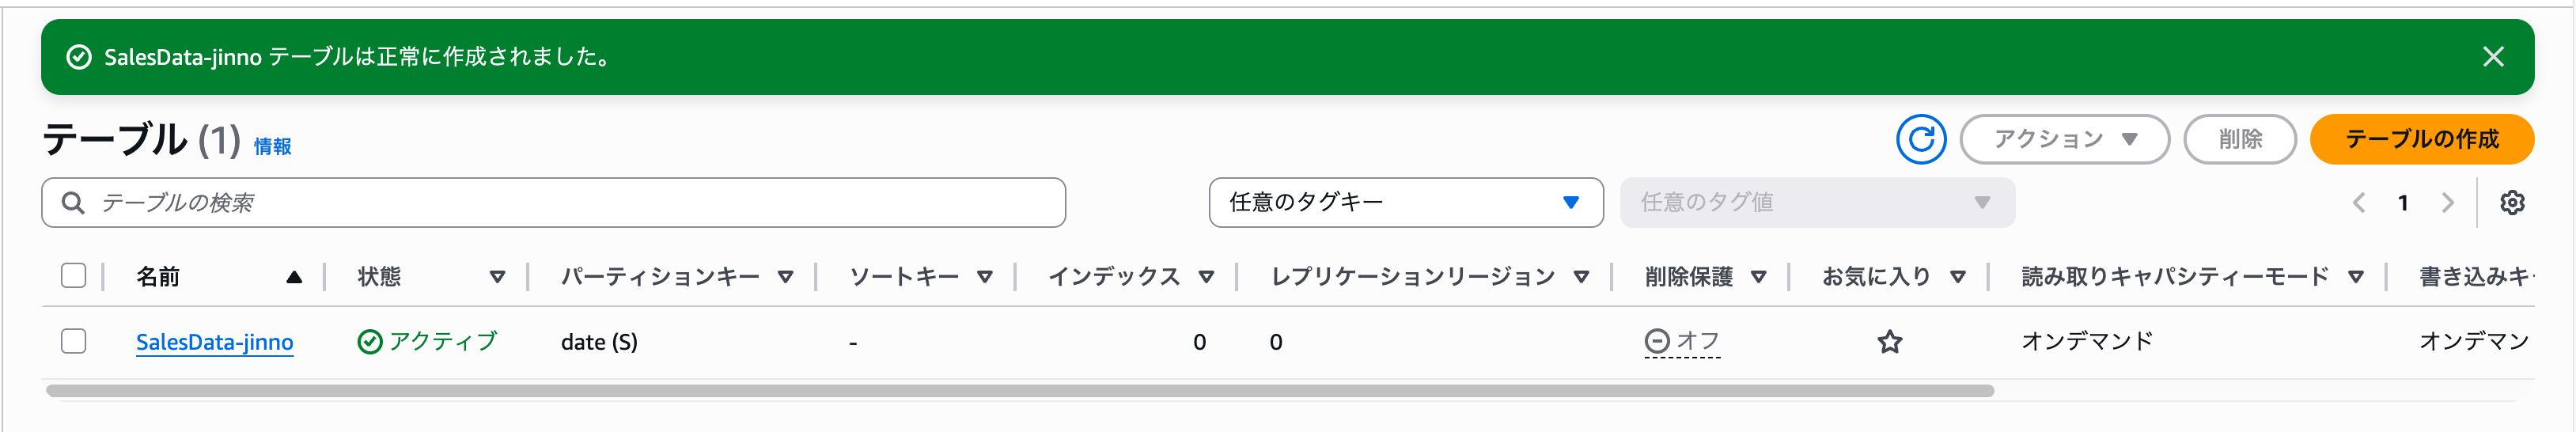 SalesData-jinno テーブルは正常に作成されました。
テーブル (1) 情報
アクション 削除 テーブルの作成
テーブルの検索 任意のタグキー 任意のタグ値 1
名前 状態 パーティションキー ソートキー インデックス レプリケーションリージョン 削除保護 お気に入り 読み取りキャパシティーモード 書き込みキ
SalesData-jinno アクティブ date (S) - 0 0 オフ オンデマンド オンデマン